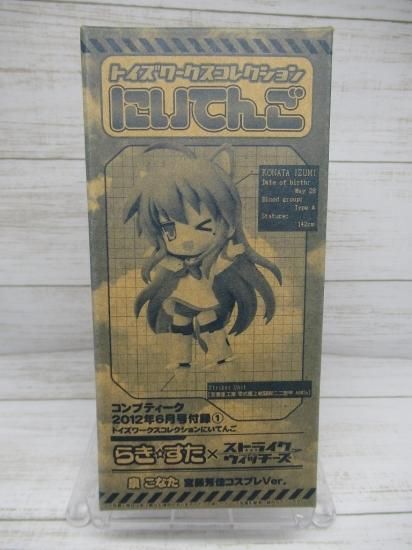 トイズワークスコレクション
にいてんご
KONATA IZUMI
Date of birth:
May 28
Blood group:
Type A
Stature:
142cm
Striker Unit
コンプティーク
2012年6月号付録①
トイズワークスコレクションにいてんご
らき☆すた×ストライクウィッチーズ
泉 こなた 宮藤芳佳コスプレVer.